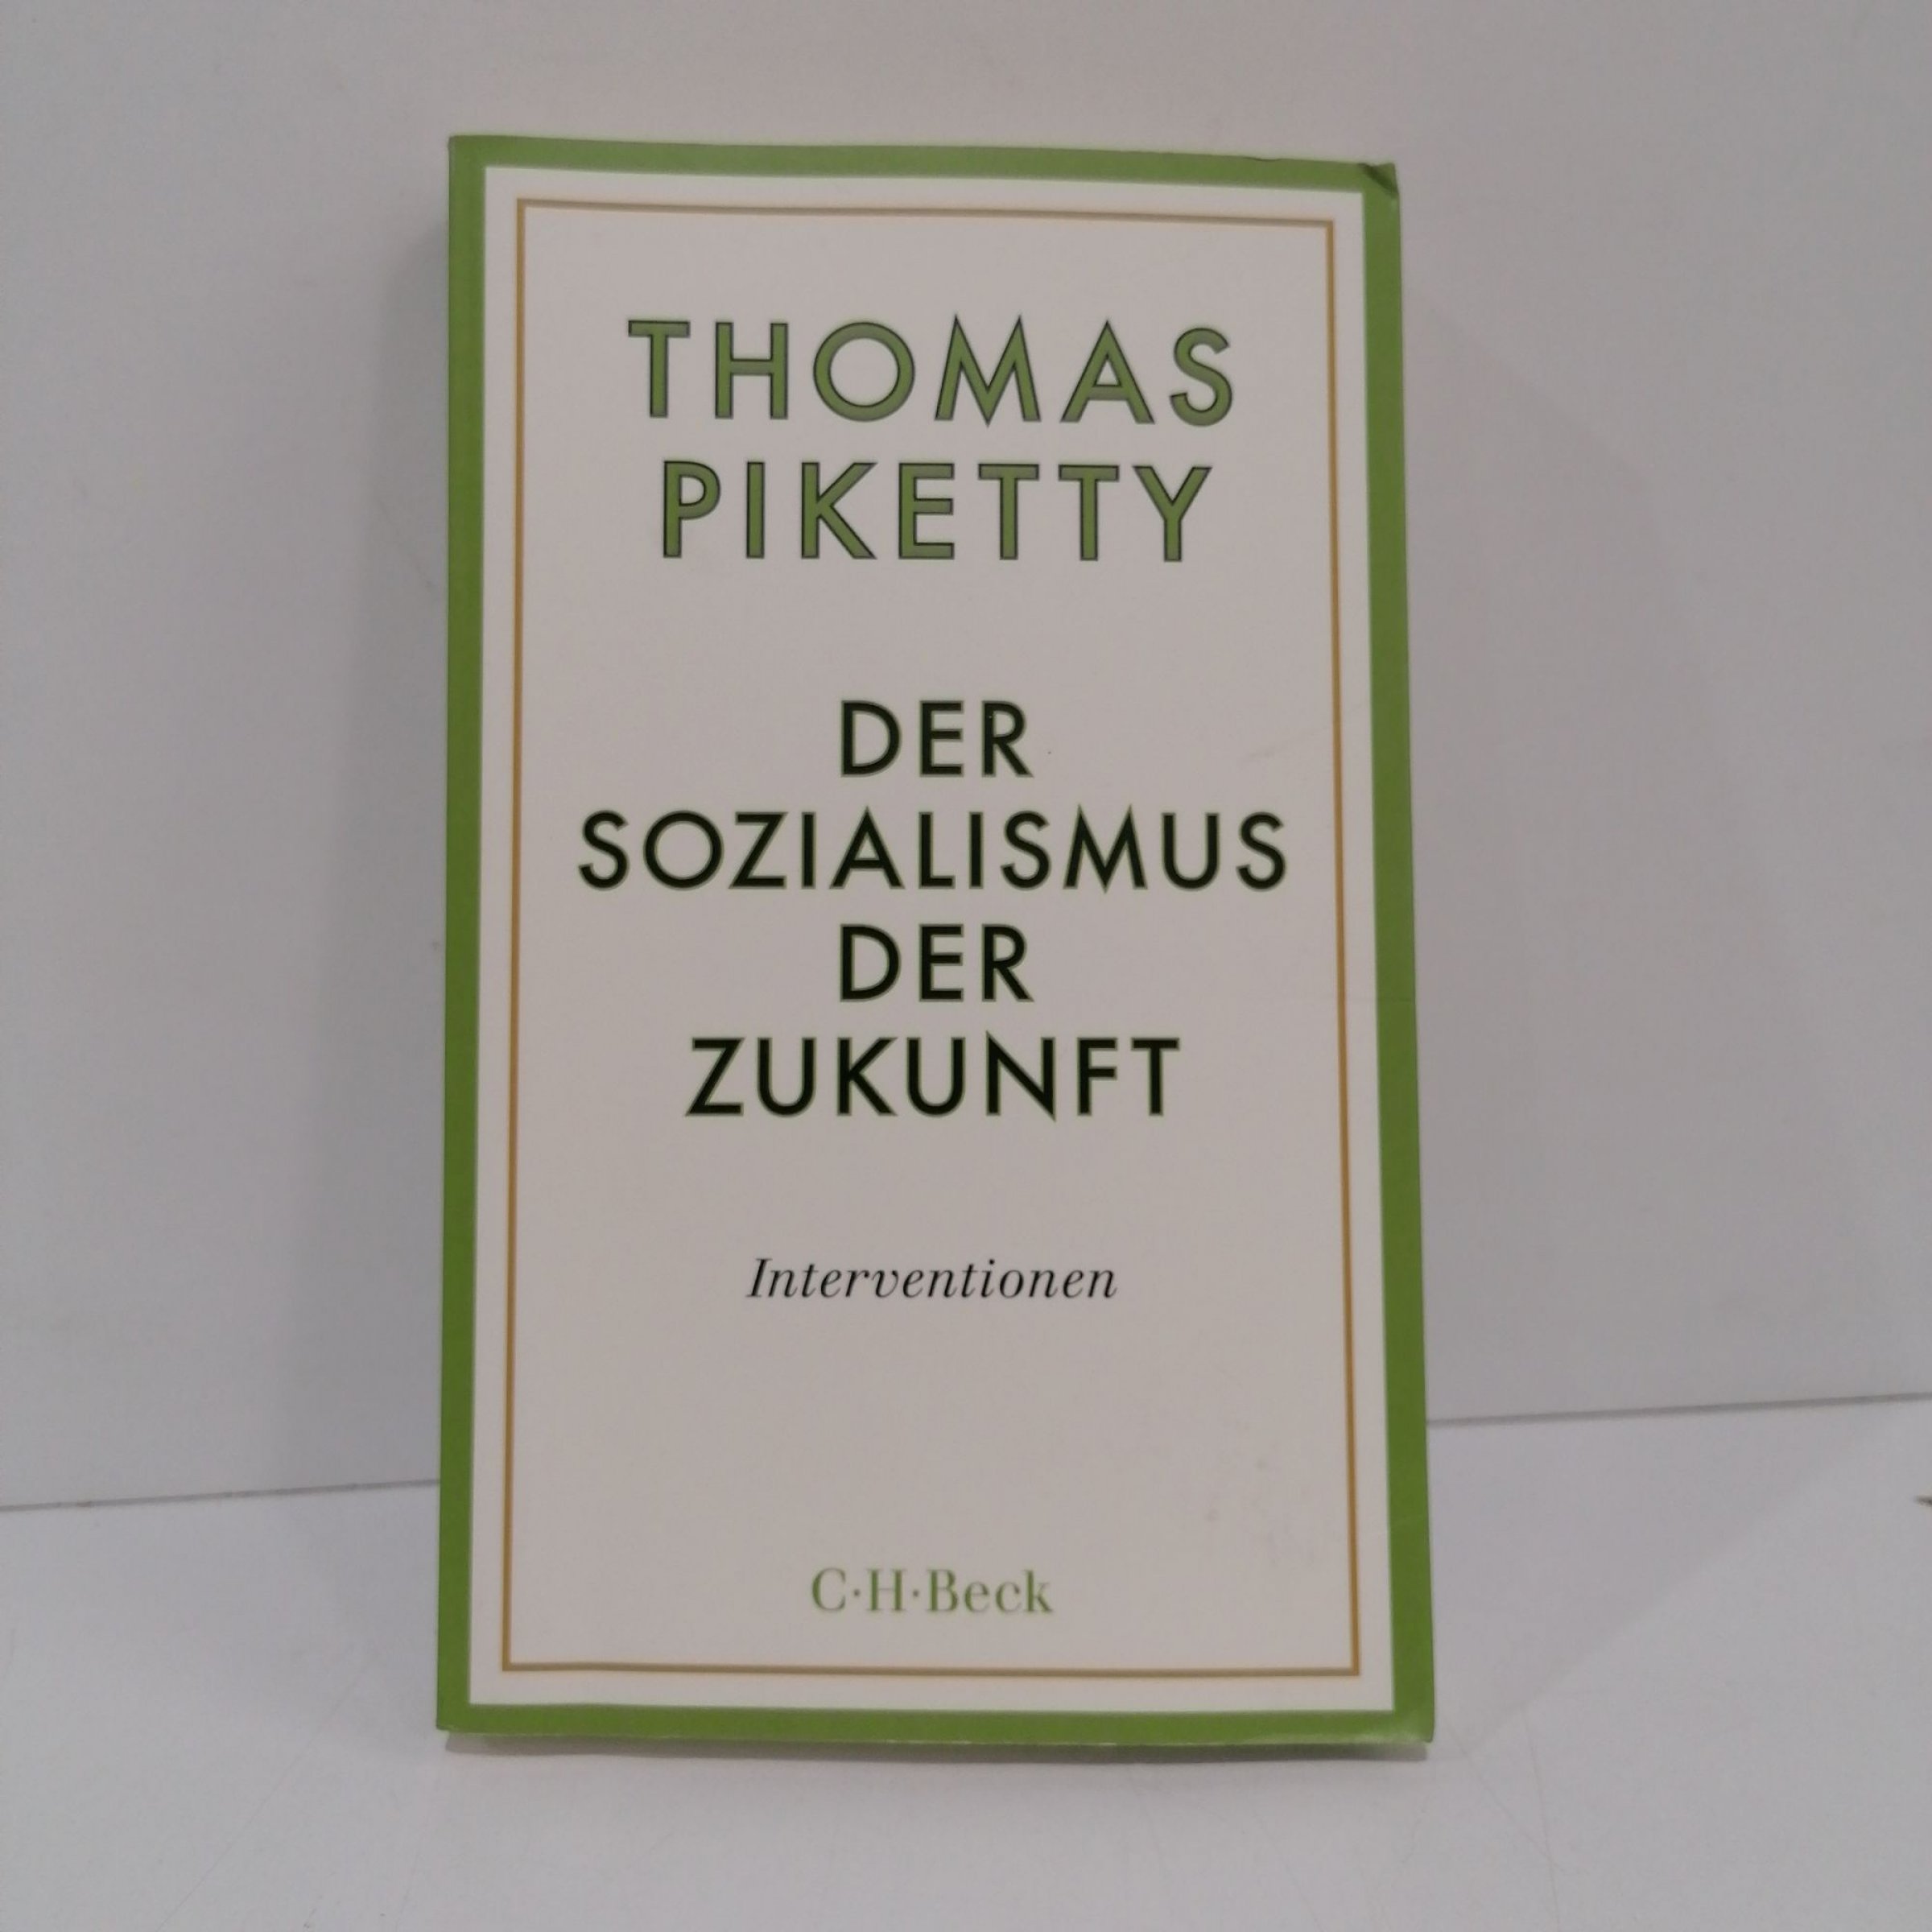 THOMAS
PIKETTY
DER
SOZIALISMUS
DER
ZUKUNFT
Interventionen
C·H·Beck